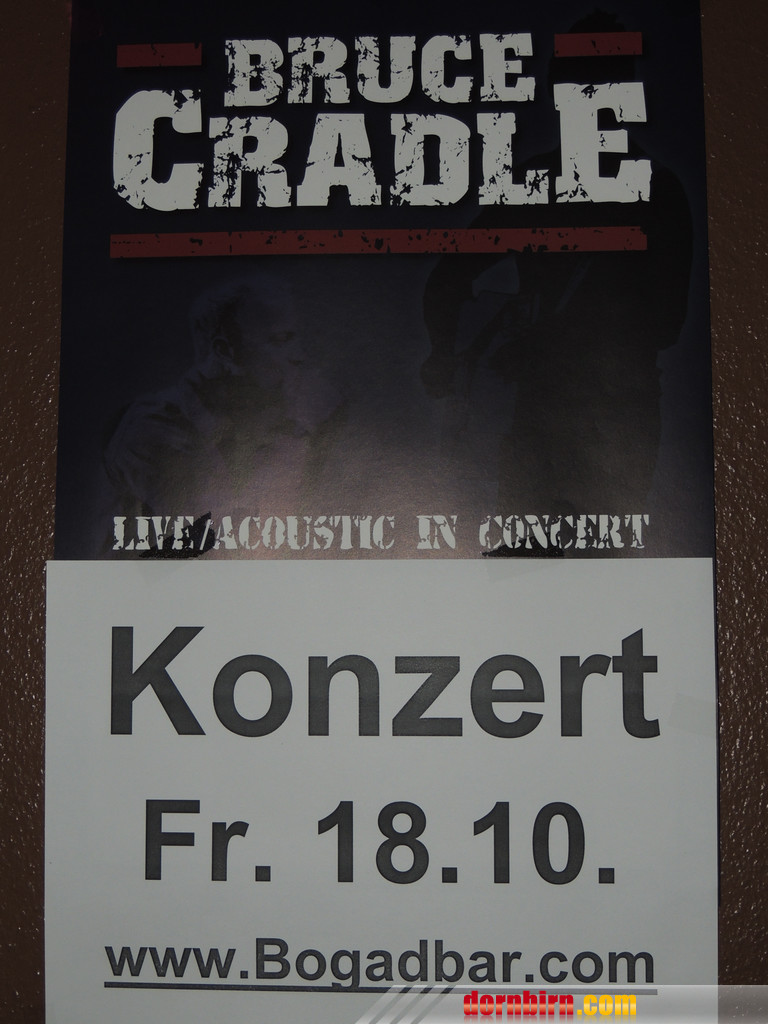 BRUCE
CRADLE
LIVE/ACOUSTIC IN CONCERT
Konzert
Fr. 18.10.
www.Bogadbar.com
dornbirn.com